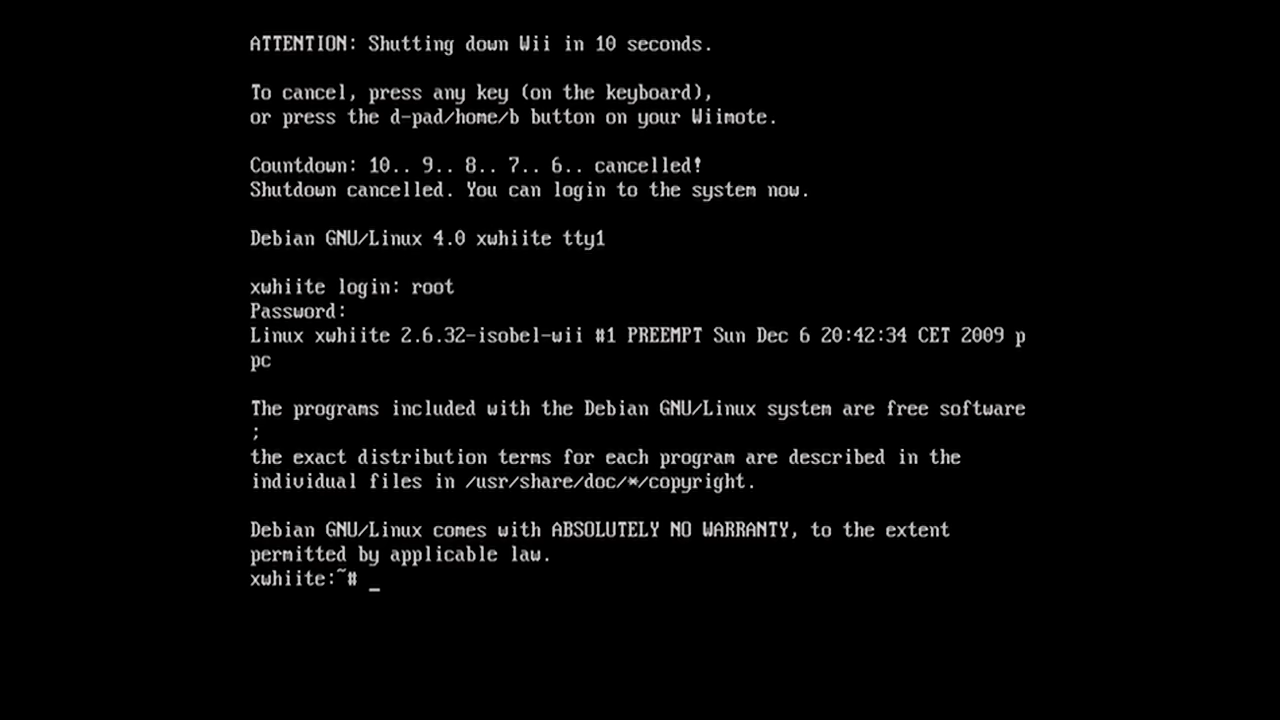 ATTENTION: Shutting down Wii in 10 seconds.
To cancel, press any key (on the keyboard),
or press the d-pad/home/b button on your Wiimote.
Countdown: 10.. 9.. 8.. 7.. 6.. cancelled!
Shutdown cancelled. You can login to the system now.
Debian GNU/Linux 4.0 xwhiite tty1
xwhiite login: root
Password:
Linux xwhiite 2.6.32-isobel-wii #1 PREEMPT Sun Dec 6 20:42:34 CET 2009 p
pc
The programs included with the Debian GNU/Linux system are free software
;
the exact distribution terms for each program are described in the
individual files in /usr/share/doc/*/copyright.
Debian GNU/Linux comes with ABSOLUTELY NO WARRANTY, to the extent
permitted by applicable law.
xwhiite:~# _